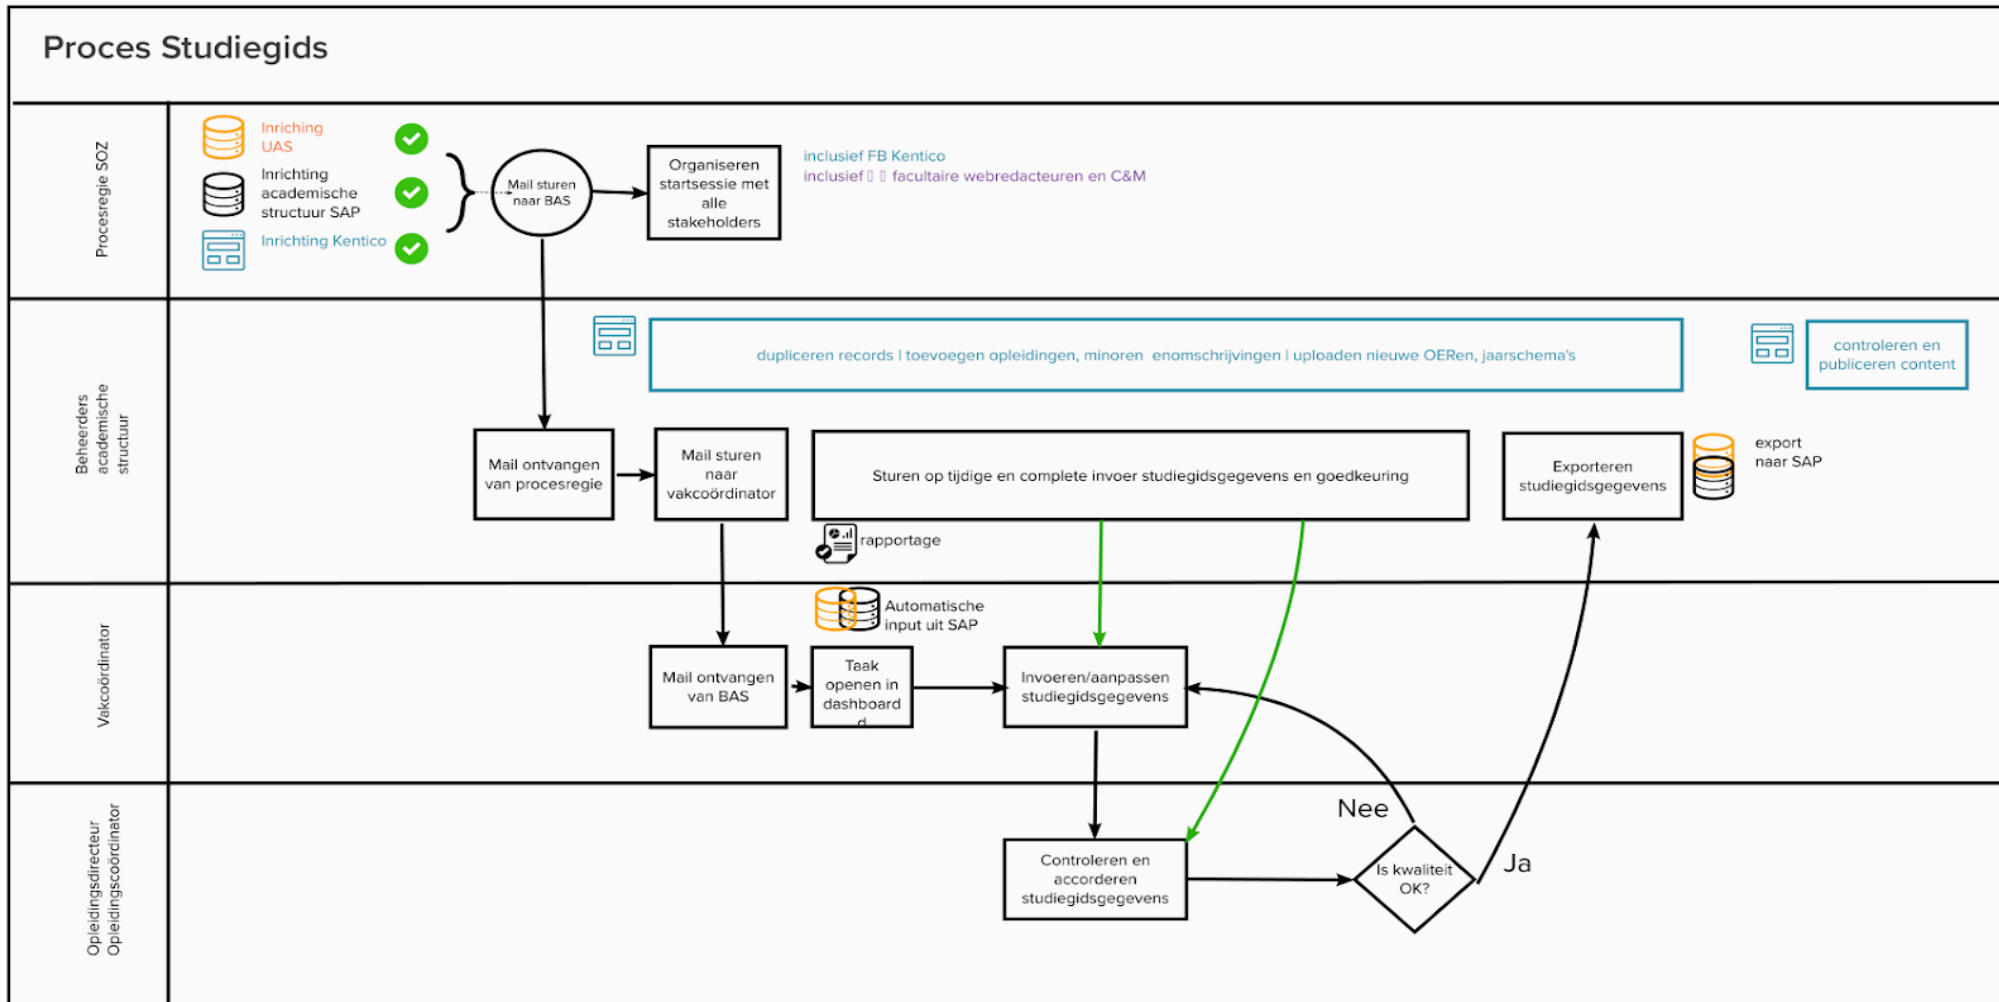 Proces Studiegids
Procesregie SOZ
Inriching
UAS
Inrichting
academische
structuur SAP
Inrichting Kentico
Mail sturen
naar BAS
Organiseren
startsessie met
alle
stakeholders
inclusief FB Kentico
inclusief ▯ ▯ facultaire webredacteuren en C&M
Beheerders
academische
structuur
dupliceren records | toevoegen opleidingen, minoren enomschrijvingen | uploaden nieuwe OERen, jaarschema's
controleren en
publiceren content
Mail ontvangen
van procesregie
Mail sturen
naar
vakcoördinator
Sturen op tijdige en complete invoer studiegidsgegevens en goedkeuring
Exporteren
studiegidsgegevens
export
naar SAP
rapportage
Vakcoördinator
Automatische
input uit SAP
Mail ontvangen
van BAS
Taak
openen in
dashboard
d
Invoeren/aanpassen
studiegidsgegevens
Opleidingsdirecteur
Opleidingscoördinator
Nee
Controleren en
accorderen
studiegidsgegevens
Is kwaliteit
OK?
Ja